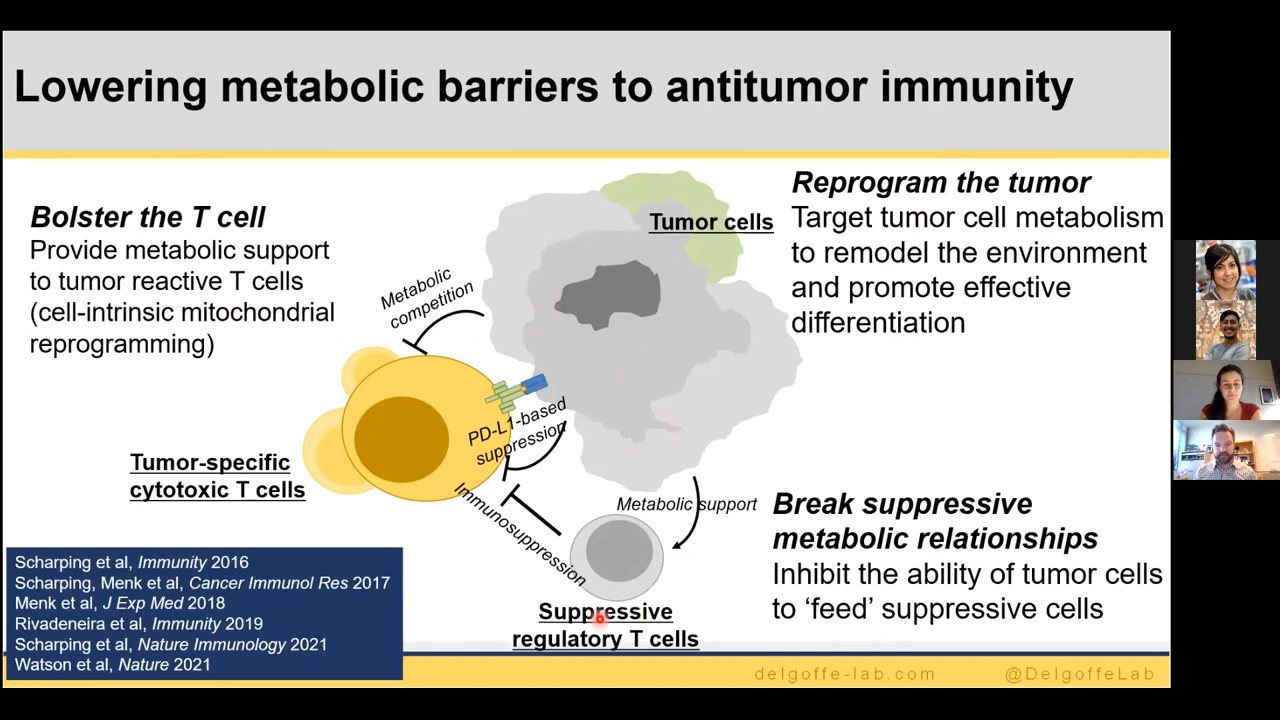 Lowering metabolic barriers to antitumor immunity
Bolster the T cell
Provide metabolic support
to tumor reactive T cells
(cell-intrinsic mitochondrial
reprogramming)
Tumor cells
Reprogram the tumor
Target tumor cell metabolism
to remodel the environment
and promote effective
differentiation
Metabolic
competition
PD-L1-based
suppression
Tumor-specific
cytotoxic T cells
Immunosuppression
Metabolic support
Break suppressive
metabolic relationships
Inhibit the ability of tumor cells
to ‘feed’ suppressive cells
Suppressive
regulatory T cells
Scharping et al, Immunity 2016
Scharping, Menk et al, Cancer Immunol Res 2017
Menk et al, J Exp Med 2018
Rivadeneira et al, Immunity 2019
Scharping et al, Nature Immunology 2021
Watson et al, Nature 2021
delgoffe-lab.com
@DelgoffeLab